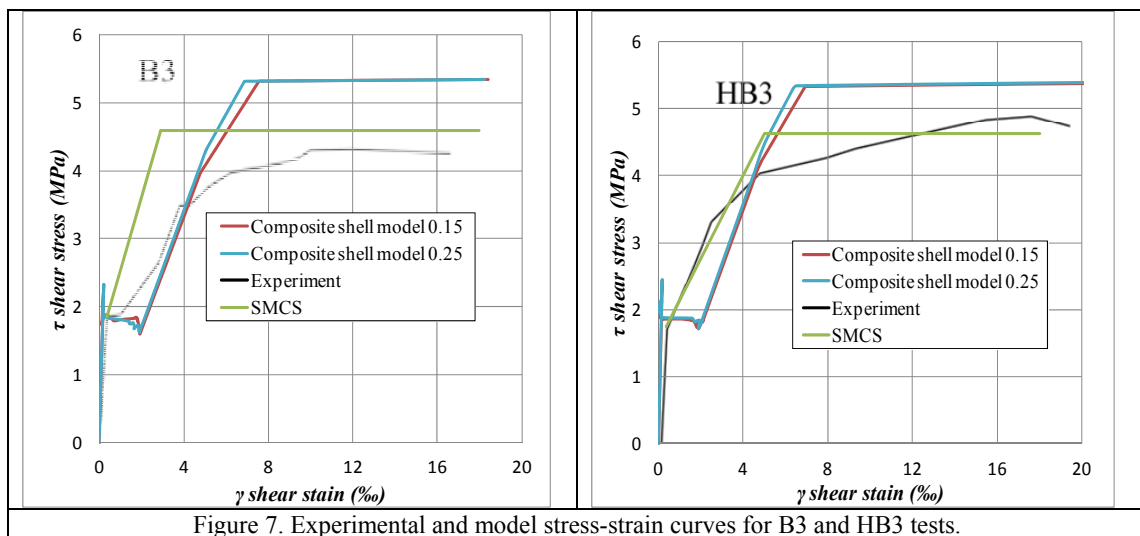 6
5
4
3
2
1
0
τ shear stress (MPa)
B3
Composite shell model 0.15
Composite shell model 0.25
Experiment
SMCS
0 4 8 12 16 20
γ shear stain (‰)
6
5
4
3
2
1
0
τ shear stress (MPa)
HB3
Composite shell model 0.15
Composite shell model 0.25
Experiment
SMCS
0 4 8 12 16 20
γ shear stain (‰)
Figure 7. Experimental and model stress-strain curves for B3 and HB3 tests.